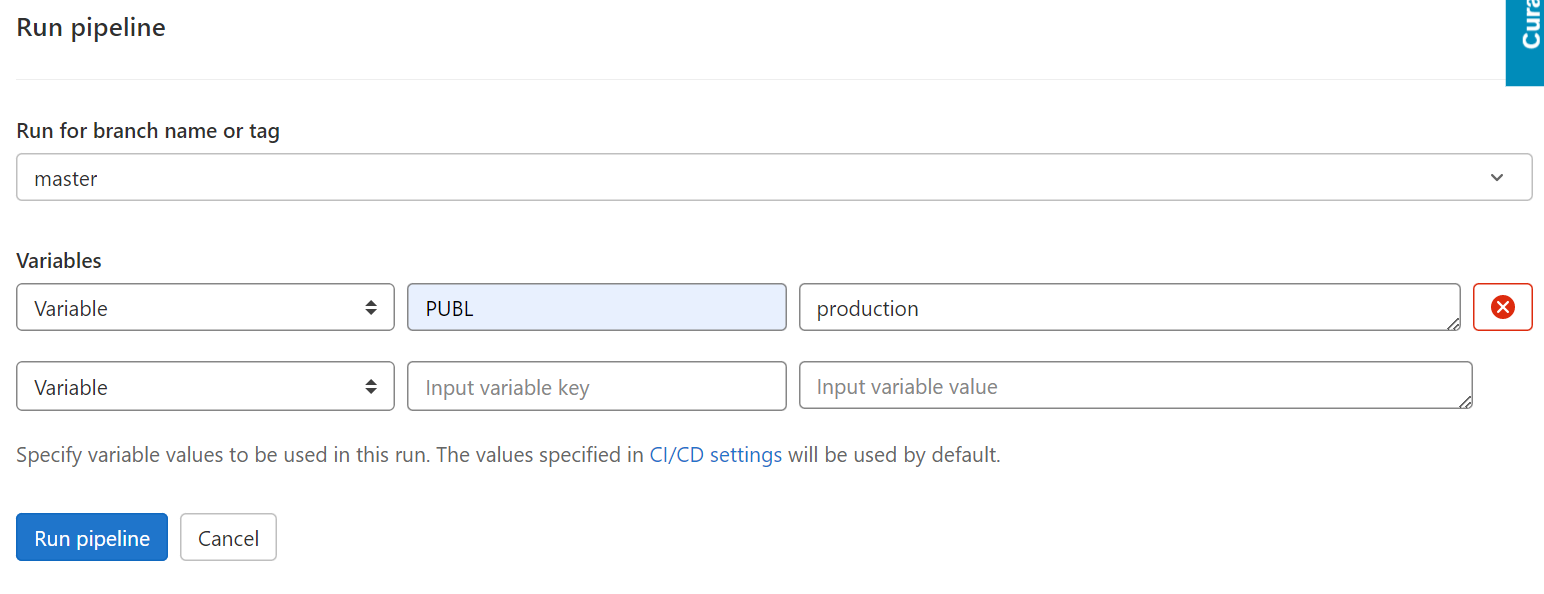 Run pipeline
Run for branch name or tag
master
Variables
Variable PUBL production
Variable Input variable key Input variable value
Specify variable values to be used in this run. The values specified in CI/CD settings will be used by default.
Run pipeline Cancel